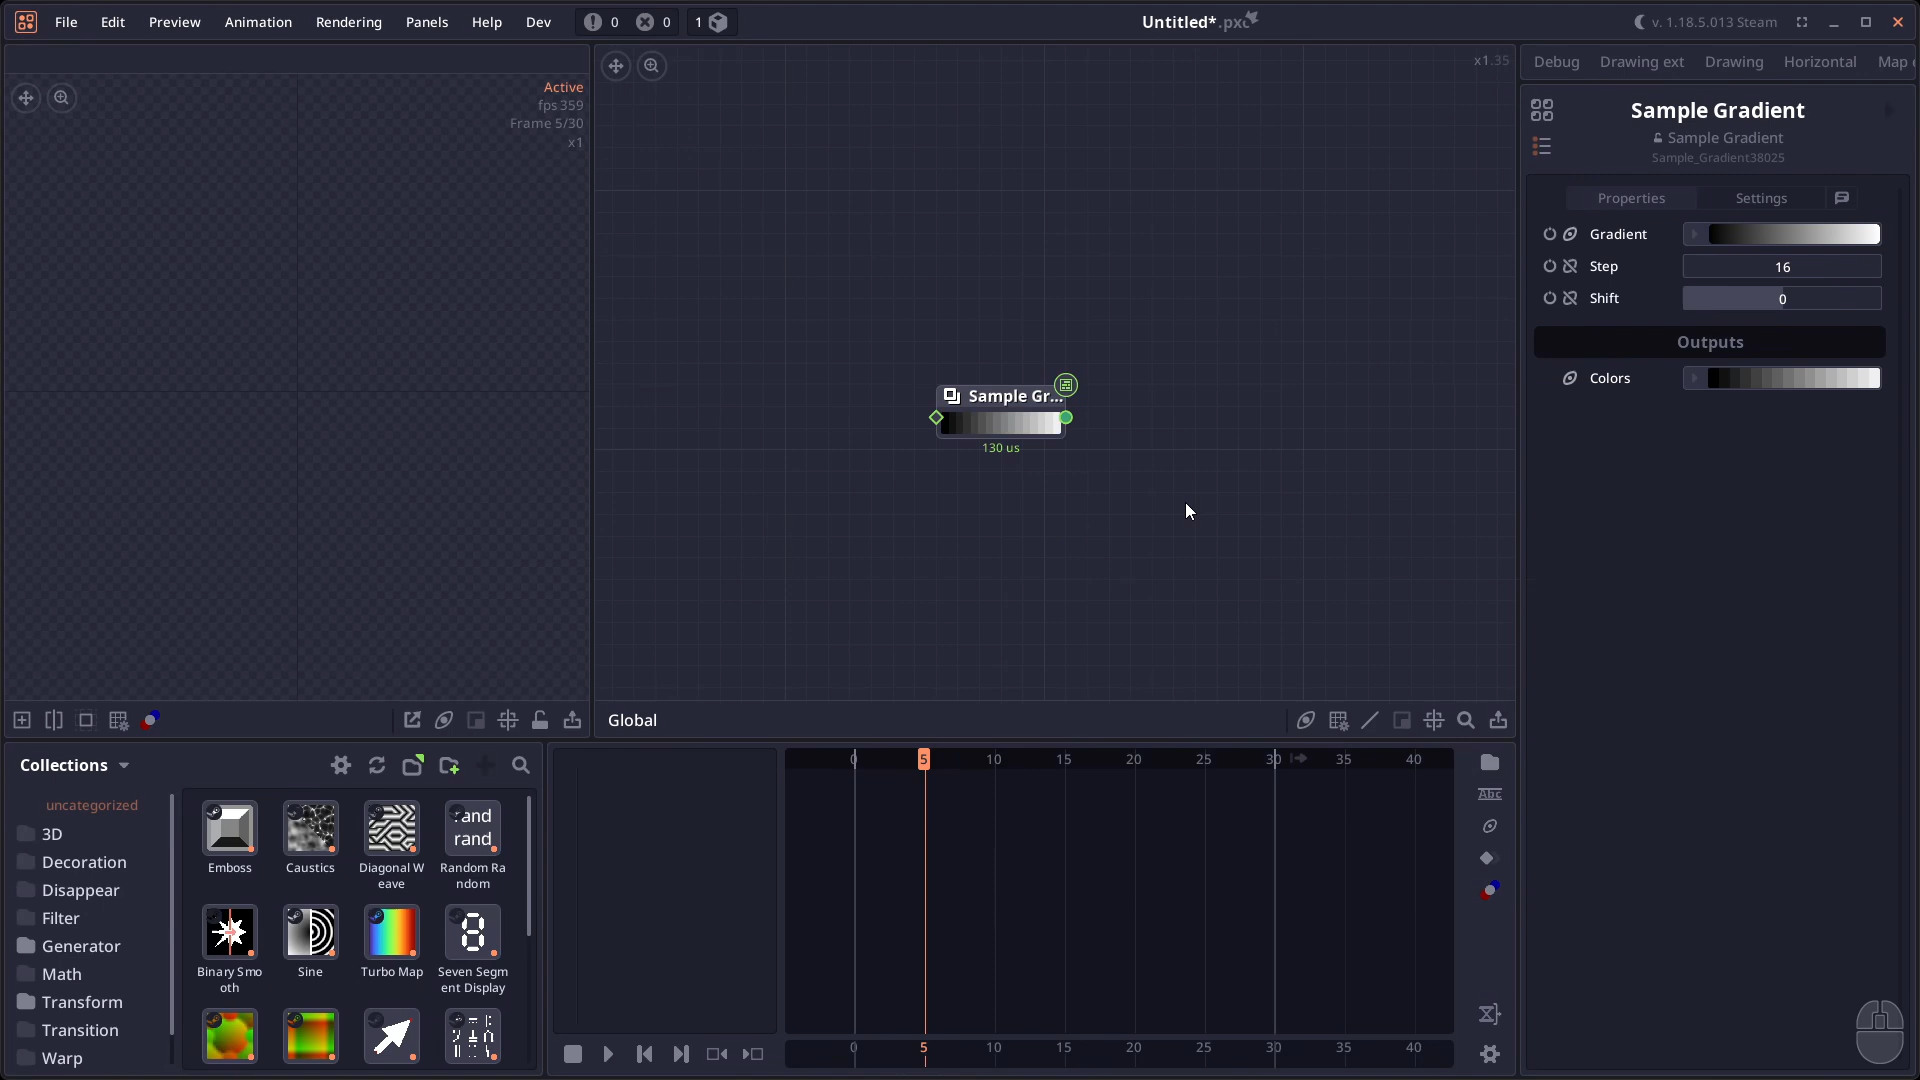 File Edit Preview Animation Rendering Panels Help Dev 0 0 1 Untitled*.pxc v. 1.18.5.013 Steam
Active
fps 359
Frame 5/30
x1
x1.35
Debug Drawing ext Drawing Horizontal Map
Sample Gradient
Sample Gradient
Sample_Gradient38025
Properties Settings
Gradient
Step 16
Shift 0
Outputs
Colors
Sample Gr...
130 us
Global
Collections
uncategorized
3D
Decoration
Disappear
Filter
Generator
Math
Transform
Transition
Warp
rand
rand
Emboss Caustics Diagonal W
eave Random Ra
ndom
Binary Smo
oth Sine Turbo Map Seven Segm
ent Display
0 5 10 15 20 25 30 35 40
Abc
0 5 10 15 20 25 30 35 40